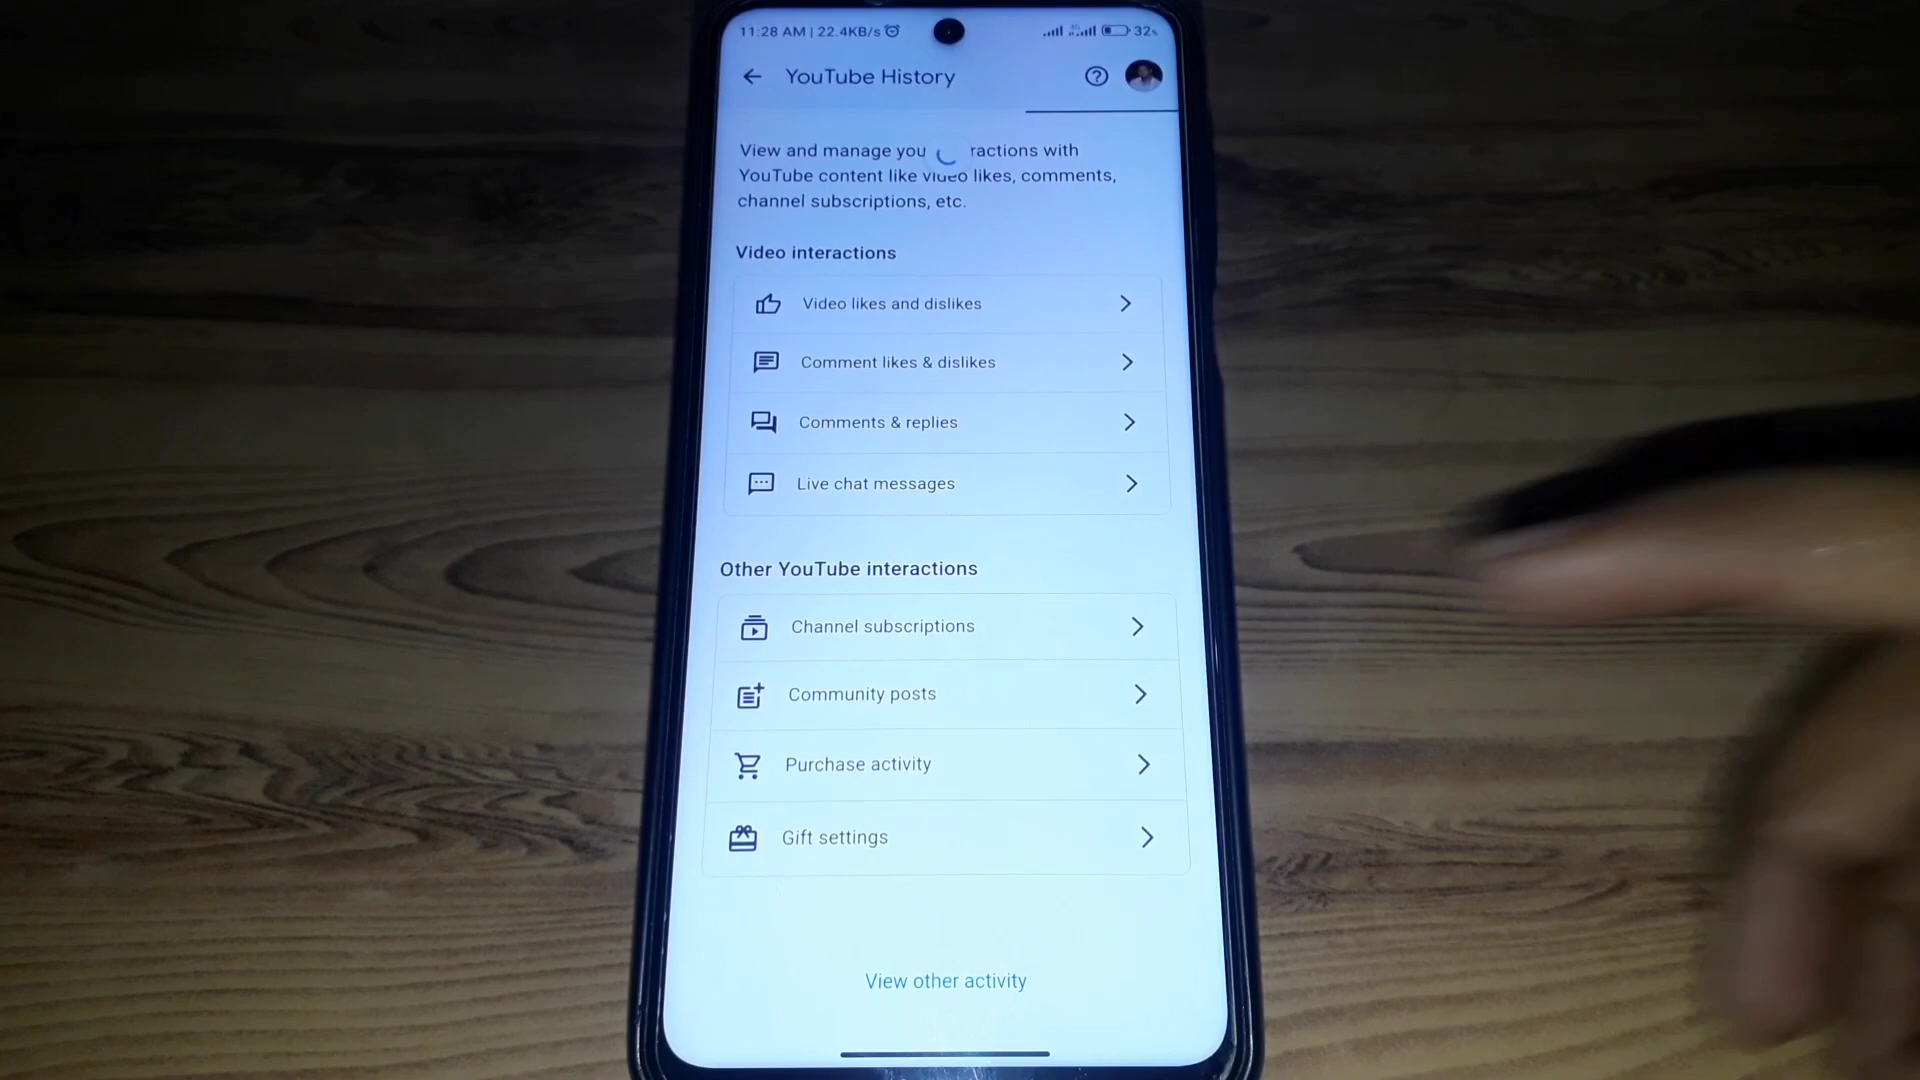 11:28 AM | 22.4KB/s
32
YouTube History
View and manage you ractions with
YouTube content like video likes, comments,
channel subscriptions, etc.
Video interactions
Video likes and dislikes
Comment likes & dislikes
Comments & replies
Live chat messages
Other YouTube interactions
Channel subscriptions
Community posts
Purchase activity
Gift settings
View other activity